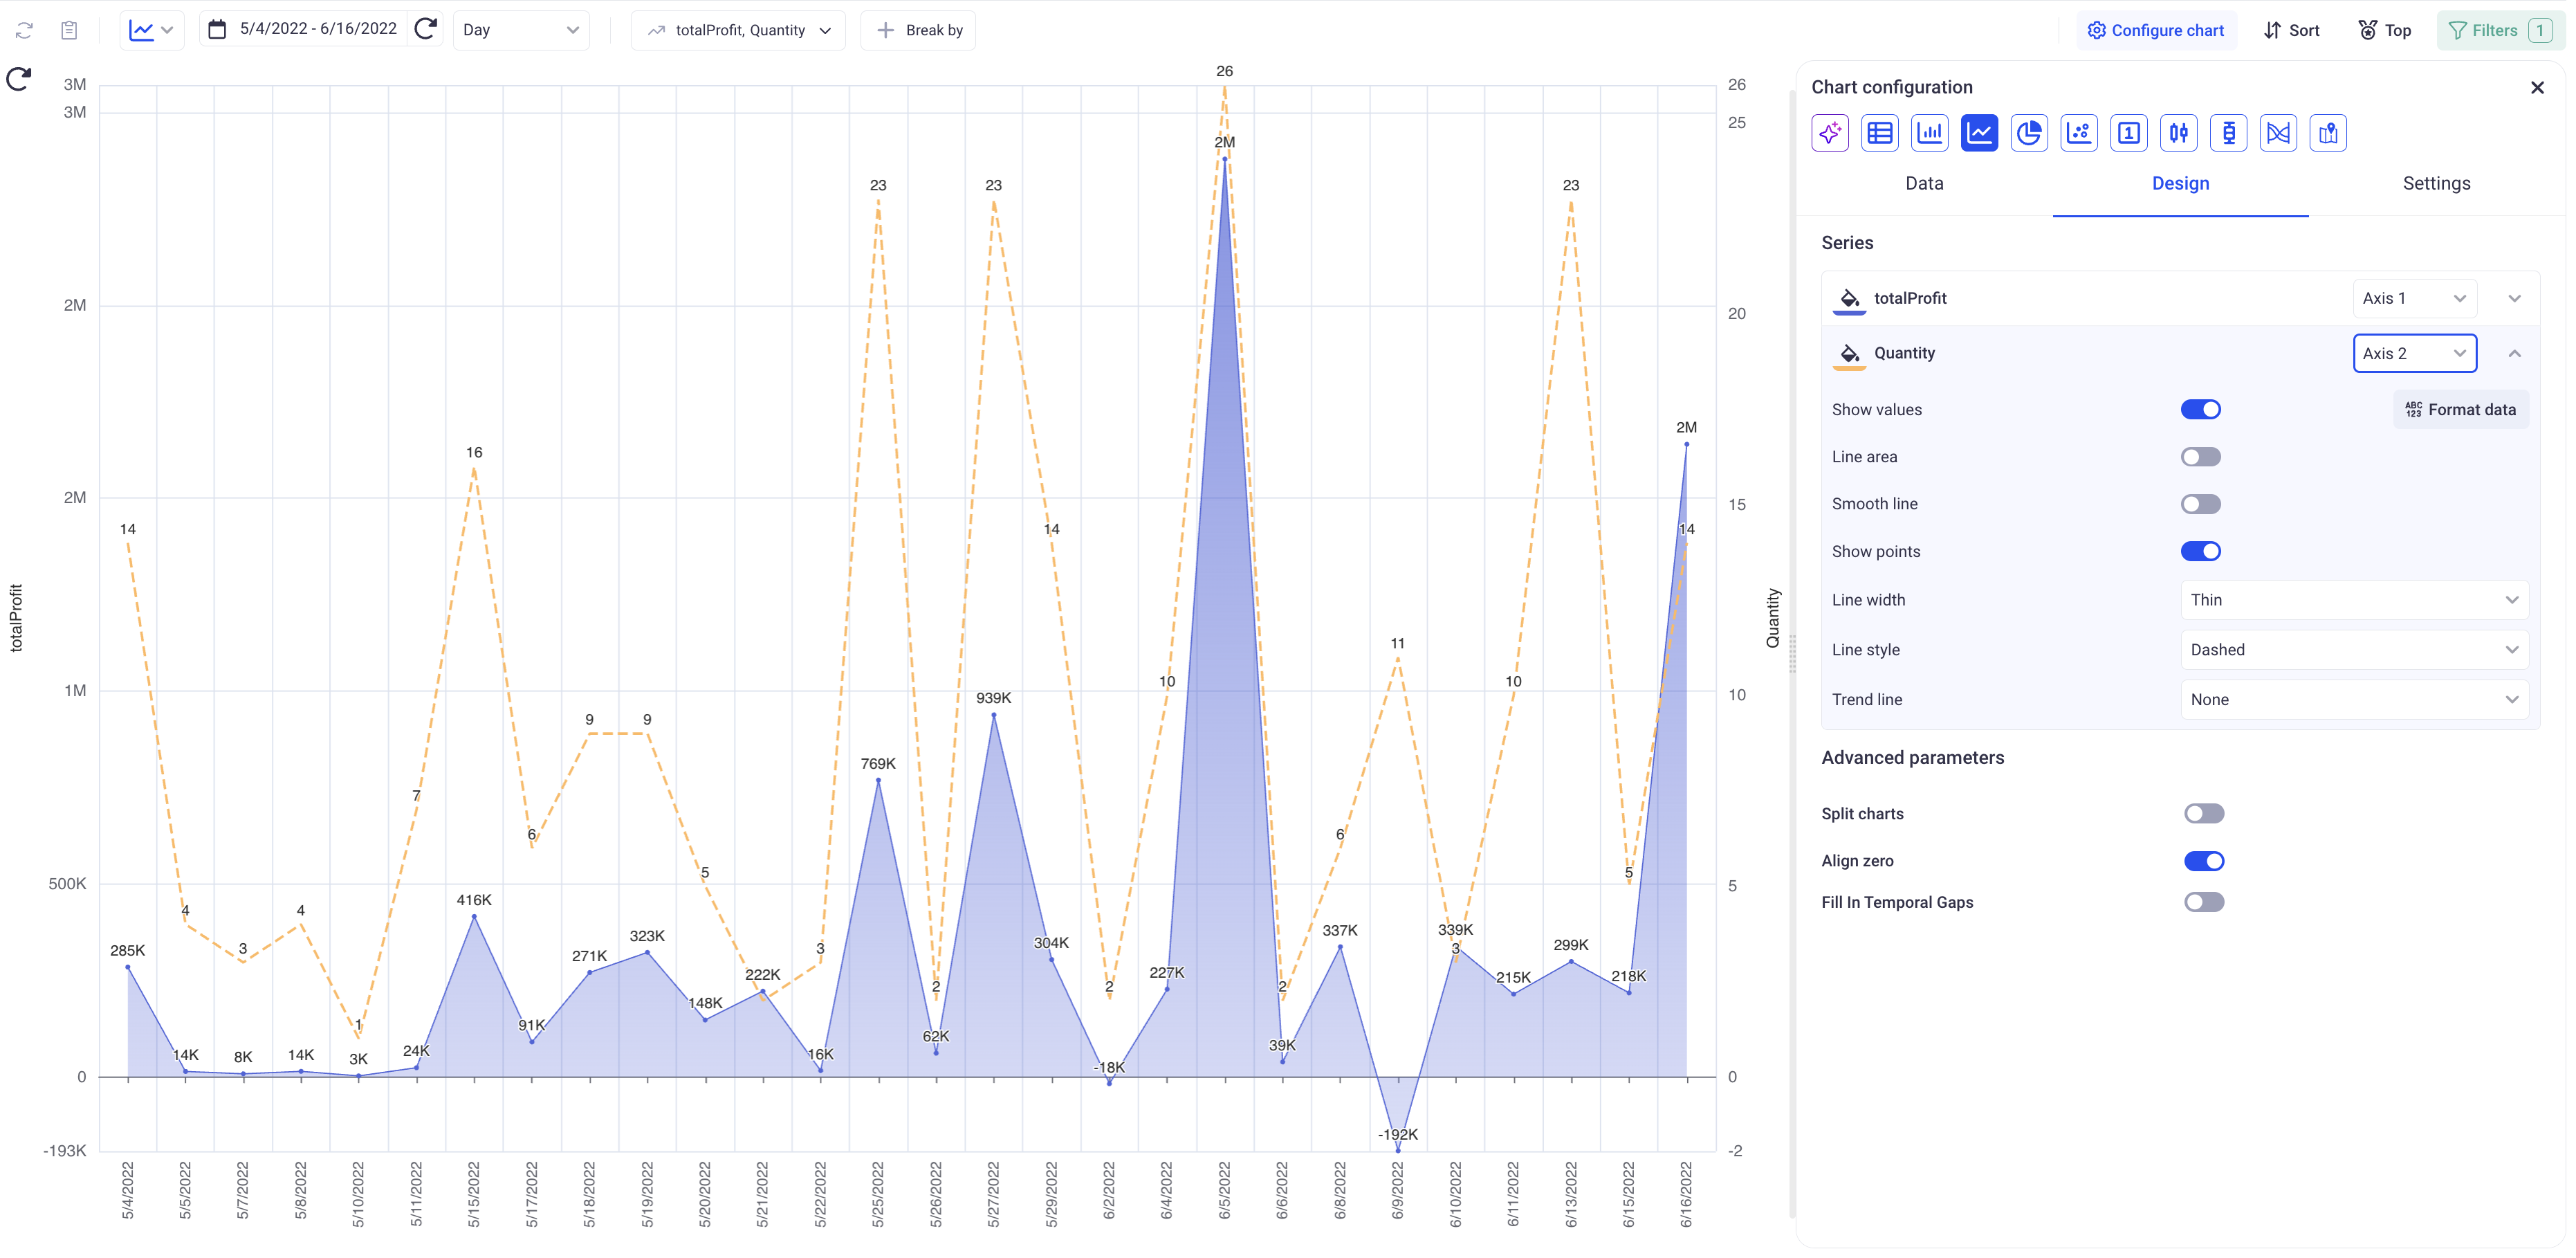 5/4/2022 - 6/16/2022 Day totalProfit, Quantity Break by Configure chart Sort Top Filters 1
Chart configuration
1
Data Design Settings
Series
totalProfit Axis 1
Quantity Axis 2
Show values ABC 123 Format data
Line area
Smooth line
Show points
Line width Thin
Line style Dashed
Trend line None
Advanced parameters
Split charts
Align zero
Fill In Temporal Gaps
totalProfit
3M
3M
2M
2M
1M
500K
0
-193K
Quantity
26
25
20
15
10
5
0
-2
14 4 3 4 1 7 16 6 9 9 5 3 23 2 23 14 2 10 26 2 6 11 3 10 23 5 14
285K 14K 8K 14K 3K 24K 416K 91K 271K 323K 148K 222K 16K 769K 62K 939K 304K -18K 227K 2M 39K 337K -192K 339K 215K 299K 218K 2M
5/4/2022
5/5/2022
5/7/2022
5/8/2022
5/10/2022
5/11/2022
5/15/2022
5/17/2022
5/18/2022
5/19/2022
5/20/2022
5/21/2022
5/22/2022
5/25/2022
5/26/2022
5/27/2022
5/29/2022
6/2/2022
6/4/2022
6/5/2022
6/6/2022
6/8/2022
6/9/2022
6/10/2022
6/11/2022
6/13/2022
6/15/2022
6/16/2022